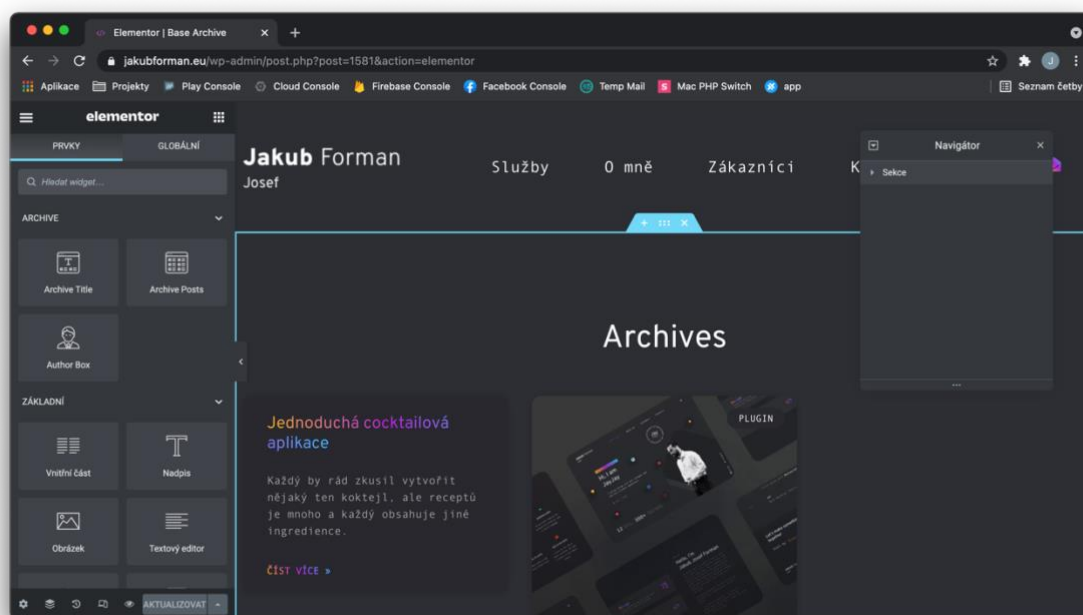 Elementor | Base Archive
jakubforman.eu/wp-admin/post.php?post=1581&action=elementor
J
Aplikace Projekty Play Console Cloud Console Firebase Console Facebook Console Temp Mail S Mac PHP Switch app Seznam četby
elementor
PRVKY GLOBÁLNÍ
Hledat widget...
ARCHIVE
Archive Title Archive Posts
Author Box
ZÁKLADNÍ
Vnitřní část Nadpis
Obrázek Textový editor
AKTUALIZOVAT
Jakub Forman
Josef
Služby O mně Zákazníci K
Navigátor
Sekce
Archives
Jednoduchá cocktailová
aplikace
Každý by rád zkusil vytvořit
nějaký ten koktejl, ale receptů
je mnoho a každý obsahuje jiné
ingredience.
ČÍST VÍCE »
PLUGIN